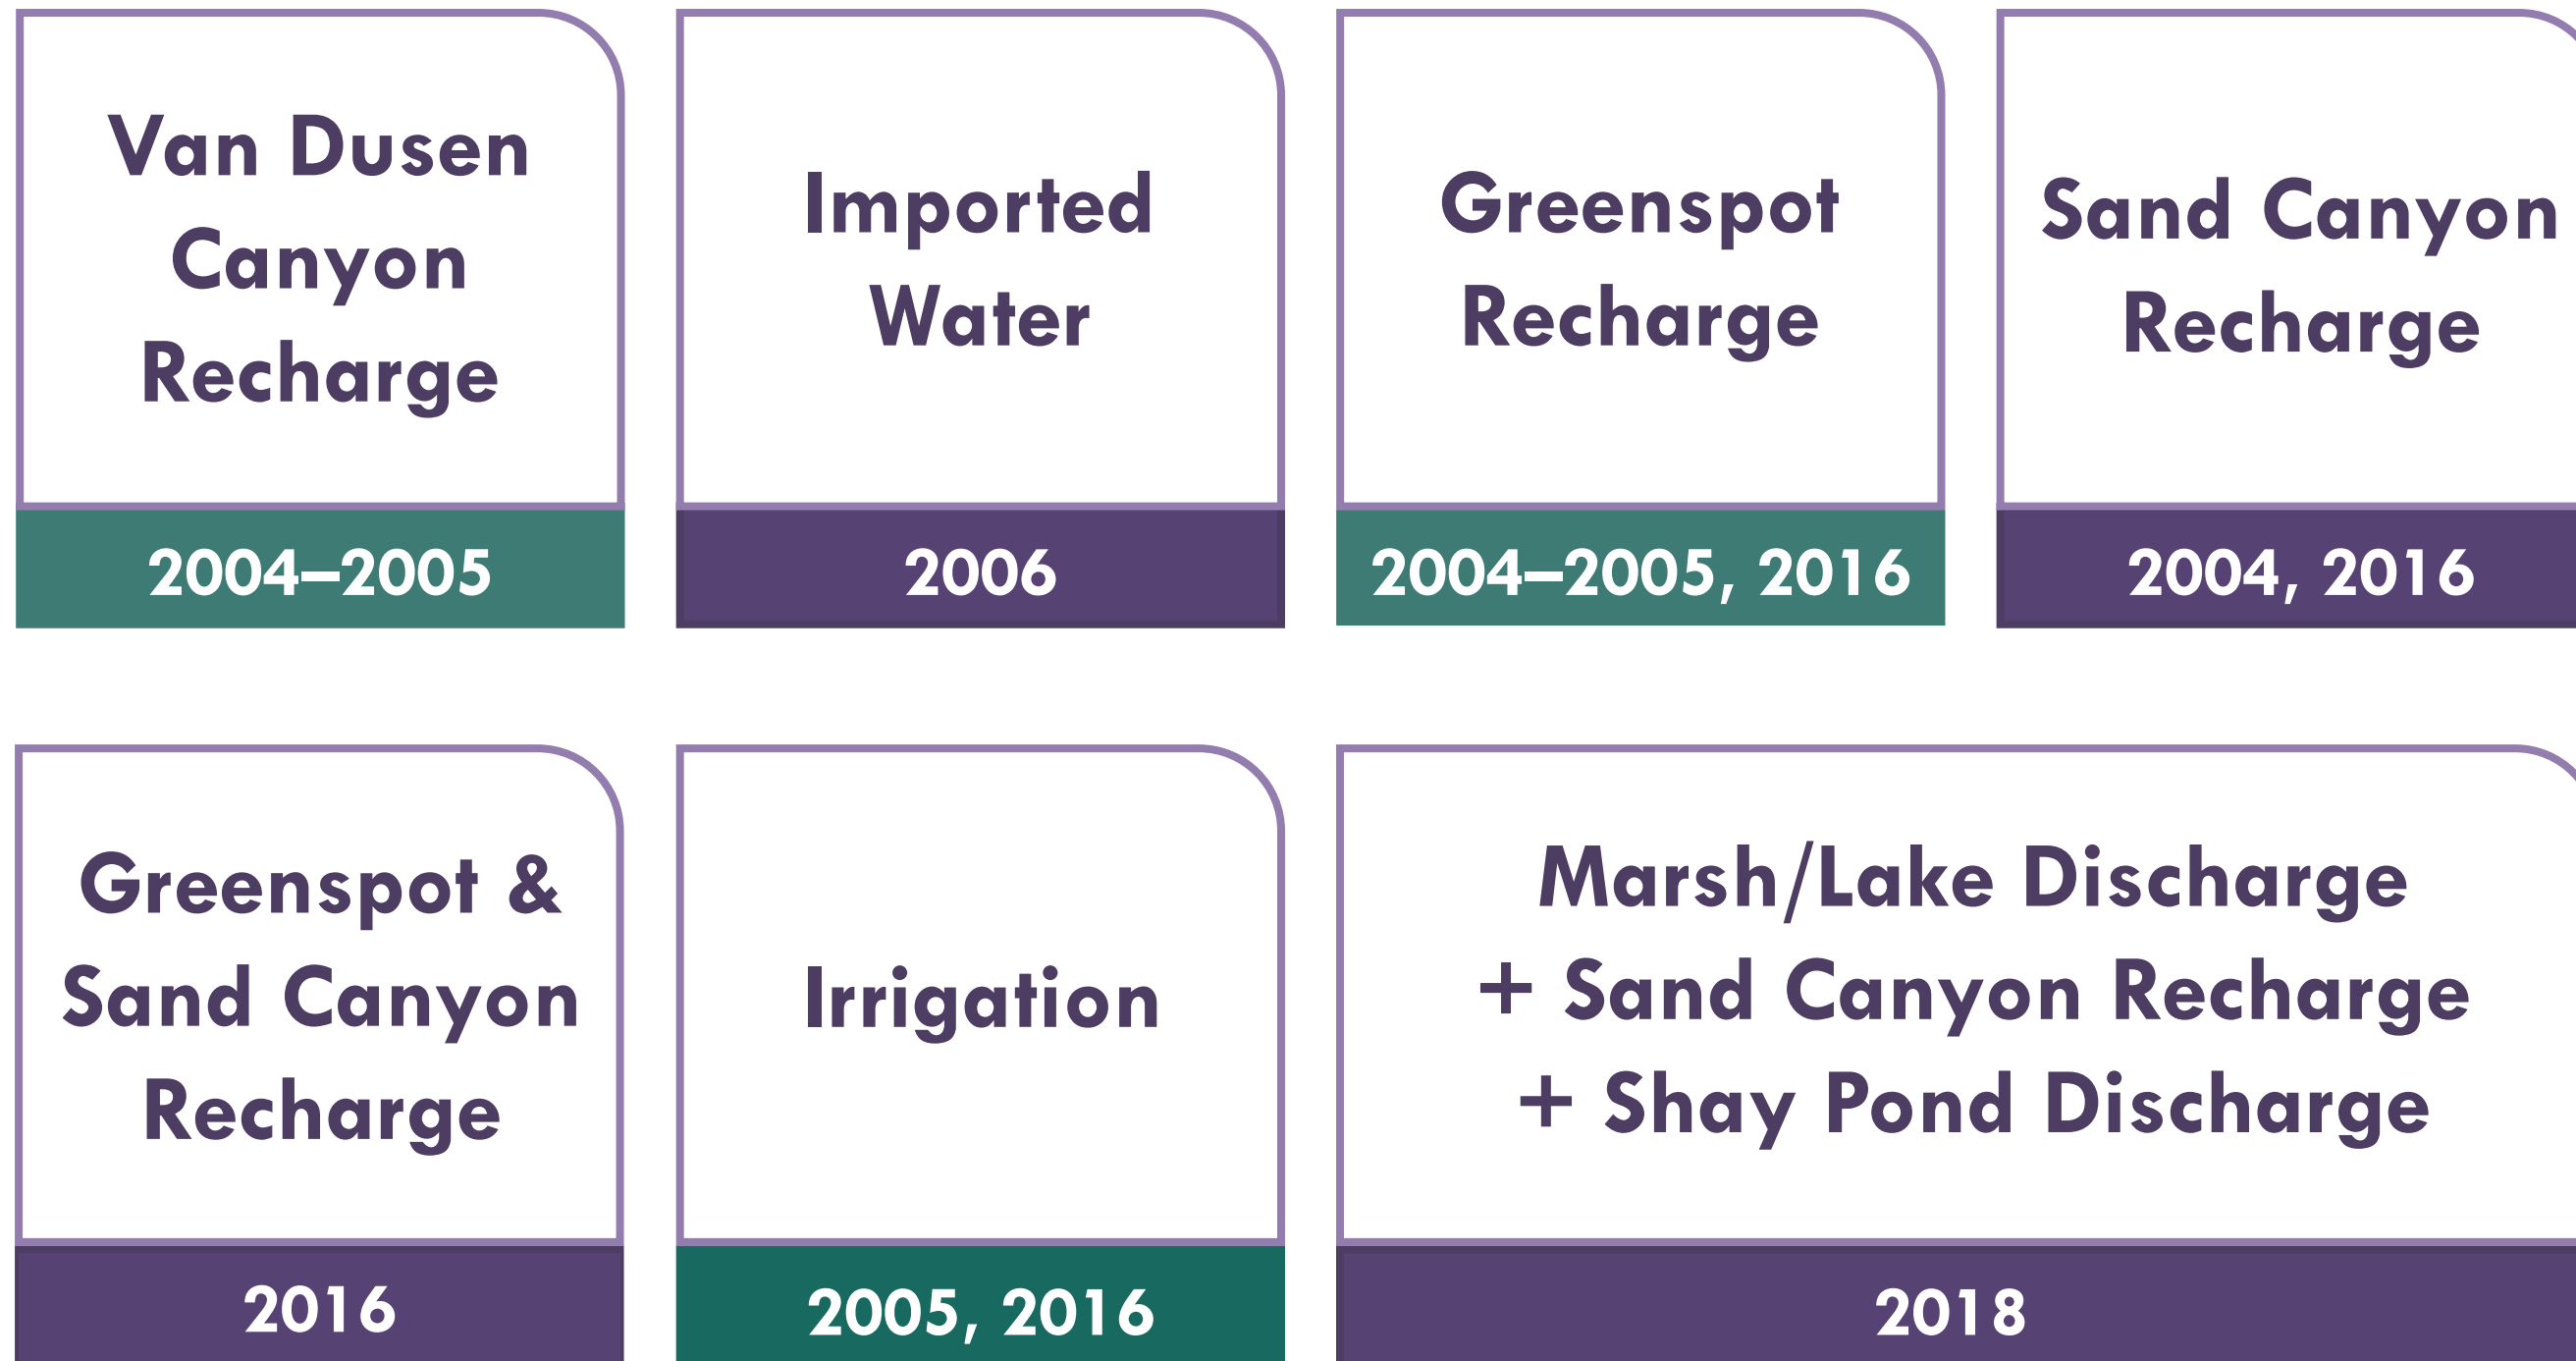 Van Dusen
Canyon
Recharge
2004–2005
Imported
Water
2006
Greenspot
Recharge
2004–2005, 2016
Sand Canyon
Recharge
2004, 2016
Greenspot &
Sand Canyon
Recharge
2016
Irrigation
2005, 2016
Marsh/Lake Discharge
+ Sand Canyon Recharge
+ Shay Pond Discharge
2018